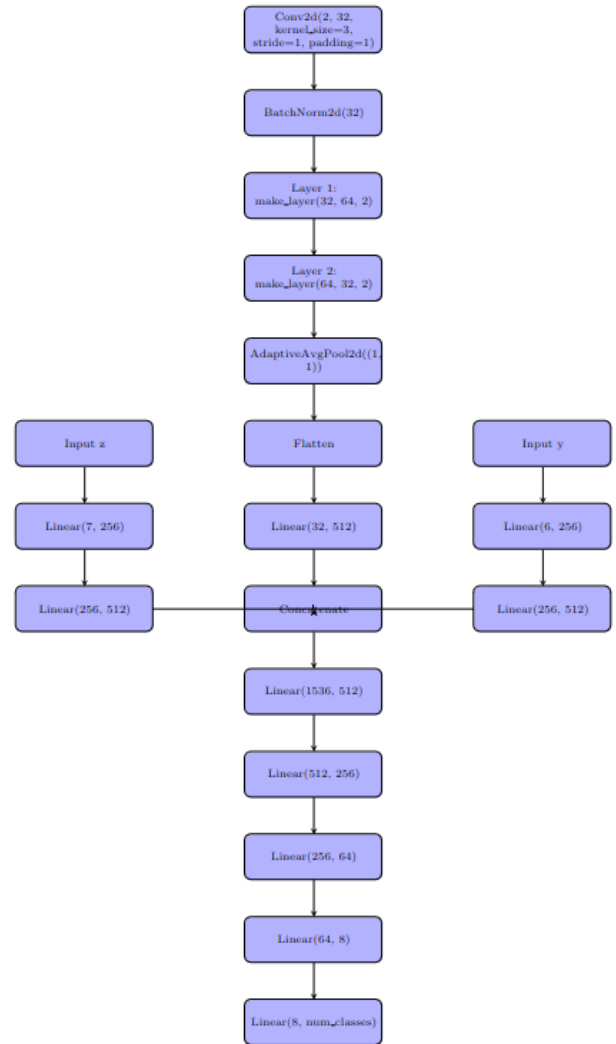 Conv2d(2, 32,
kernel_size=3,
stride=1, padding=1)
BatchNorm2d(32)
Layer 1:
make_layer(32, 64, 2)
Layer 2:
make_layer(64, 32, 2)
AdaptiveAvgPool2d((1,
1))
Input z
Flatten
Input y
Linear(7, 256)
Linear(32, 512)
Linear(6, 256)
Linear(256, 512)
Concatenate
Linear(256, 512)
Linear(1536, 512)
Linear(512, 256)
Linear(256, 64)
Linear(64, 8)
Linear(8, num_classes)